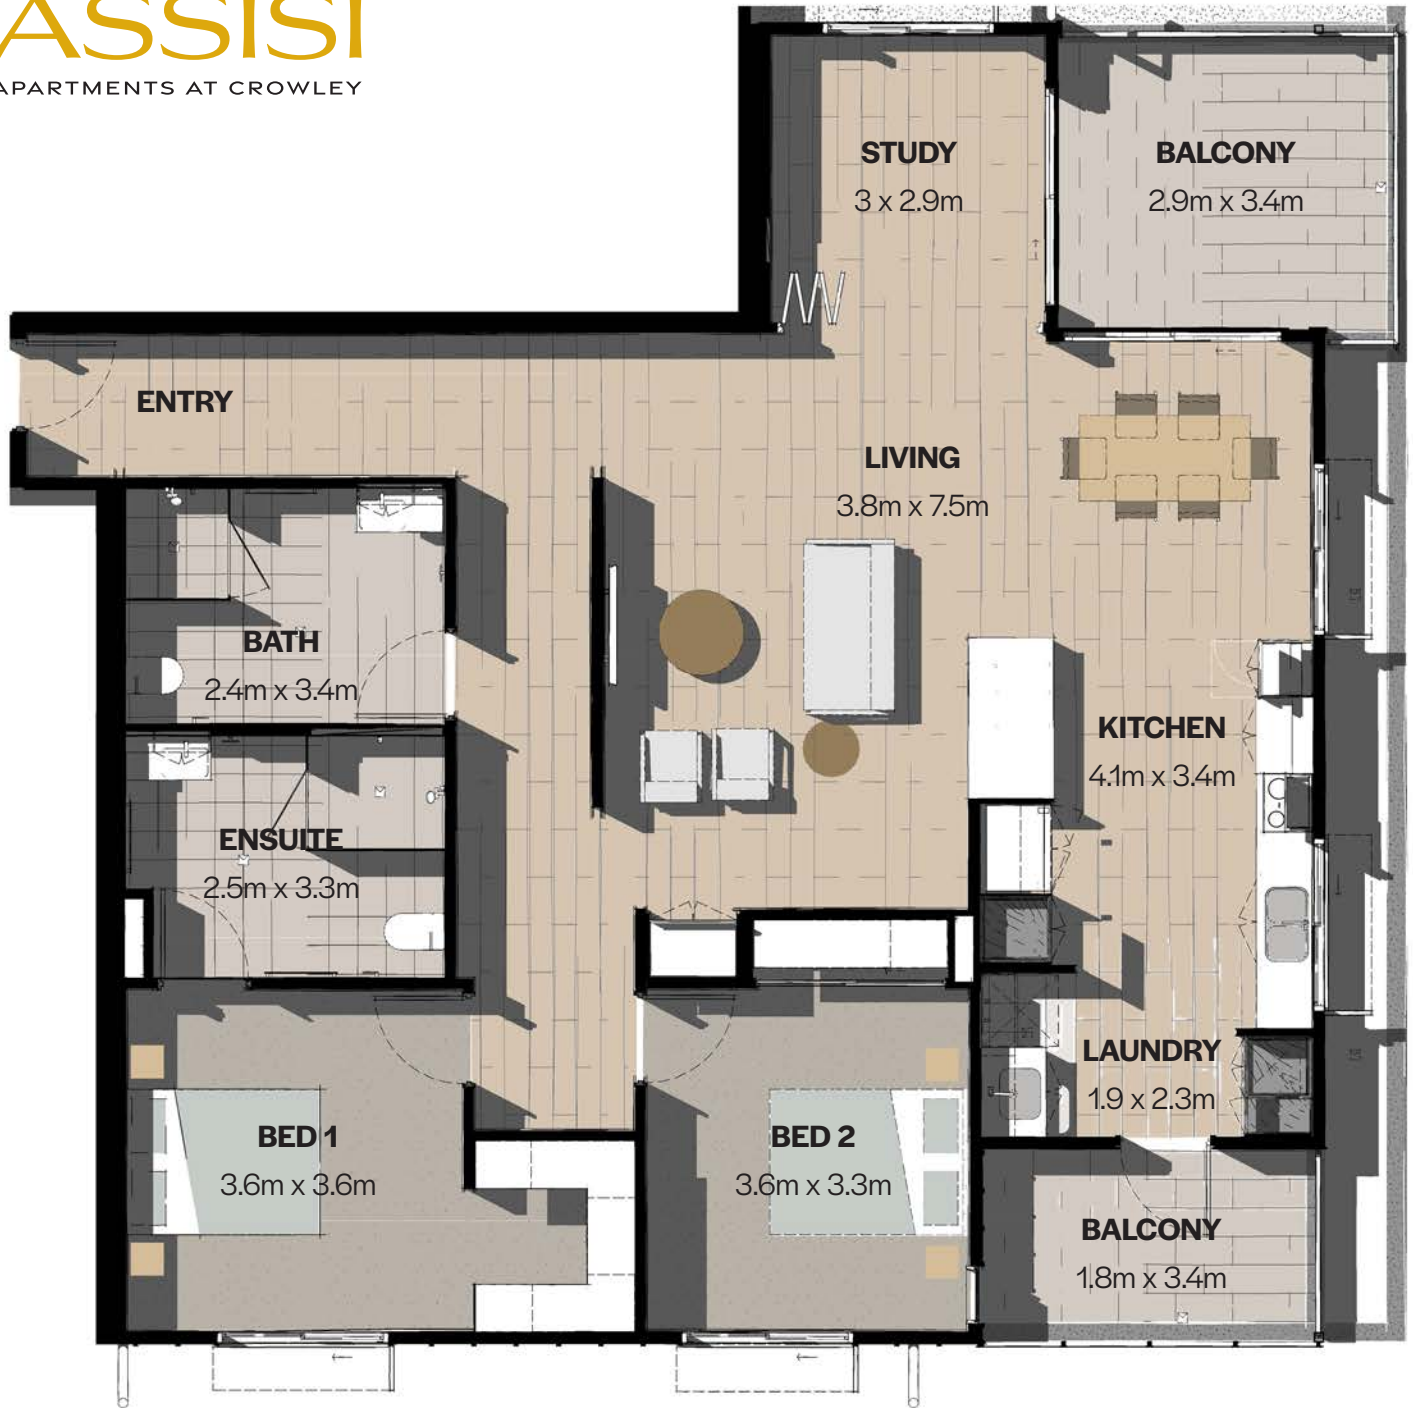 ASSISI
APARTMENTS AT CROWLEY
STUDY
3 x 2.9m
BALCONY
2.9m x 3.4m
ENTRY
LIVING
3.8m x 7.5m
BATH
2.4m x 3.4m
KITCHEN
4.1m x 3.4m
ENSUITE
2.5m x 3.3m
LAUNDRY
1.9 x 2.3m
BED 1
3.6m x 3.6m
BED 2
3.6m x 3.3m
BALCONY
1.8m x 3.4m